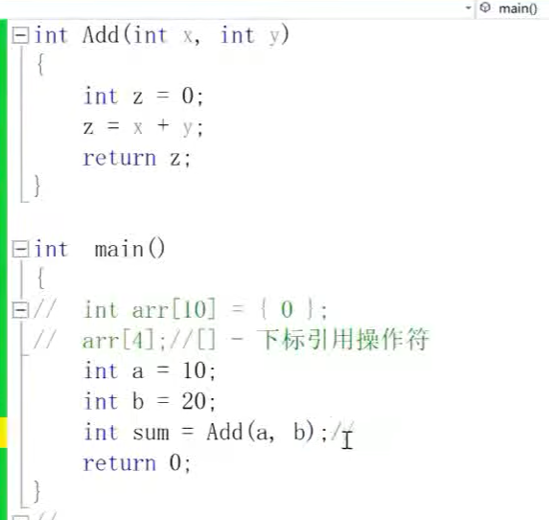 main()
int Add(int x, int y)
{
    int z = 0;
    z = x + y;
    return z;
}
int  main()
{
//  int arr[10] = { 0 };
//  arr[4];//[] - 下标引用操作符
    int a = 10;
    int b = 20;
    int sum = Add(a, b);//
    return 0;
}
//